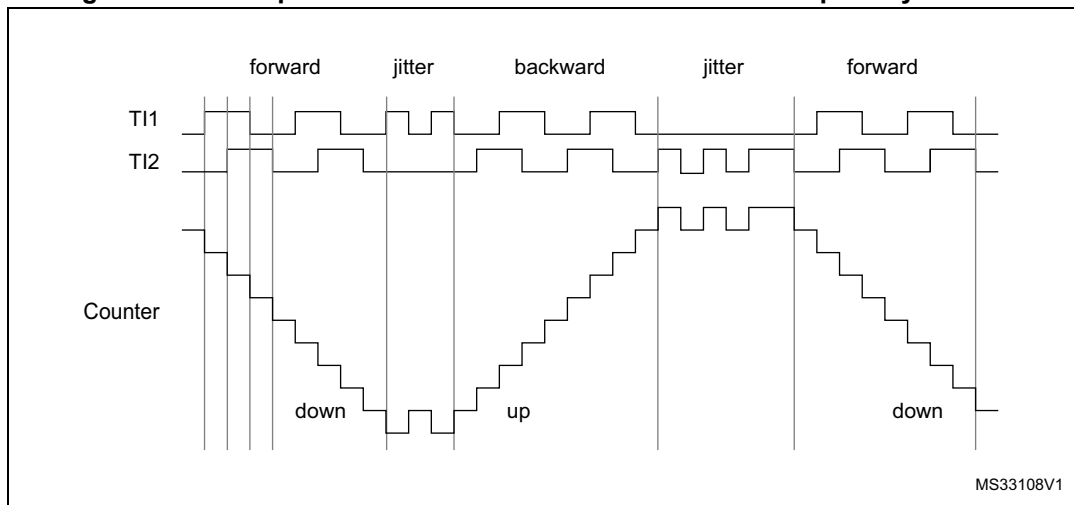 forward jitter backward jitter forward
TI1
TI2
Counter
down up down
MS33108V1